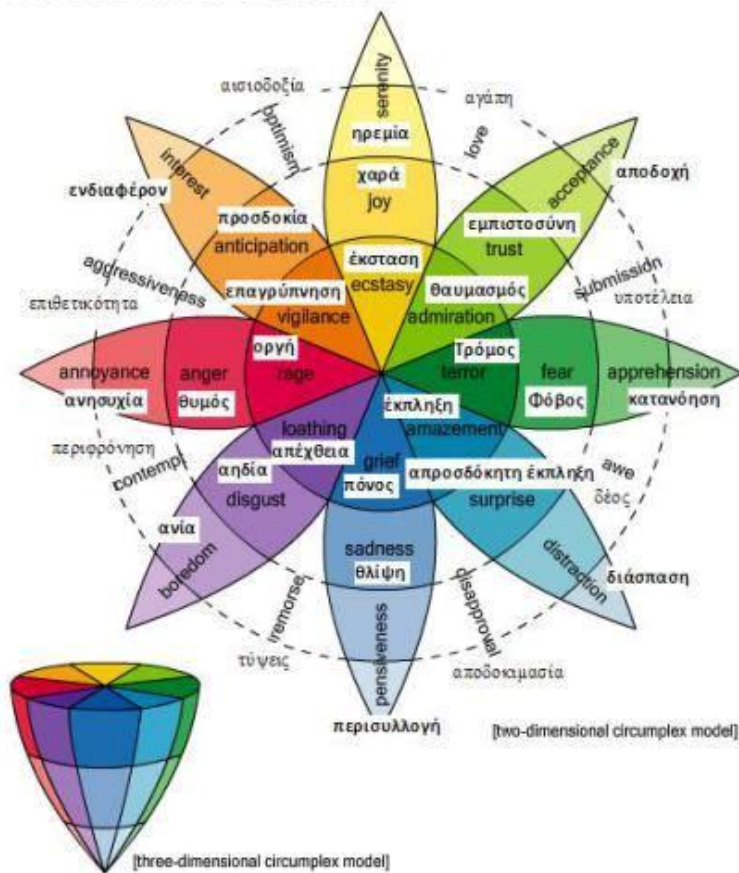 serenity
αισιοδοξία
αγάπη
optimism
ηρεμία
love
interest
acceptance
αποδοχή
ενδιαφέρον
χαρά
joy
προσδοκία
anticipation
εμπιστοσύνη
trust
aggressiveness
έκσταση
ecstasy
submission
επιθετικότητα
επαγρύπνηση
vigilance
θαυμασμός
admiration
υποτέλεια
οργή
Τρόμος
annoyance
anger
rage
terror
fear
apprehension
ανησυχία
θυμός
έκπληξη
Φόβος
κατανόηση
loathing
amazement
περιφρόνηση
contempt
απέχθεια
grief
awe
αηδία
disgust
πόνος
απροσδόκητη έκπληξη
surprise
δέος
ανία
boredom
sadness
θλίψη
distraction
διάσπαση
remorse
disapproval
τύψεις
pensiveness
αποδοκιμασία
περισυλλογή
[two-dimensional circumplex model]
[three-dimensional circumplex model]